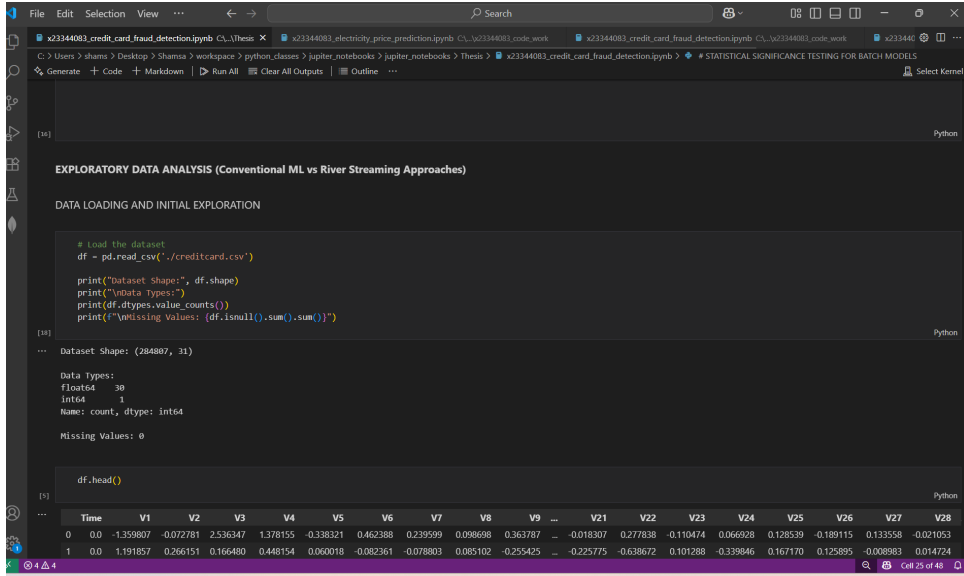 File Edit Selection View ··· ← → Search
x23344083_credit_card_fraud_detection.ipynb C:\...\Thesis × x23344083_electricity_price_prediction.ipynb C:\...\x23344083_code_work x23344083_credit_card_fraud_detection.ipynb C:\...\x23344083_code_work x233440
C: > Users > shams > Desktop > Shamsa > workspace > python_classes > jupiter_notebooks > jupiter_notebooks > Thesis > x23344083_credit_card_fraud_detection.ipynb > # STATISTICAL SIGNIFICANCE TESTING FOR BATCH MODELS
Generate + Code + Markdown | Run All Clear All Outputs | Outline ··· Select Kernel
[16] Python
EXPLORATORY DATA ANALYSIS (Conventional ML vs River Streaming Approaches)
DATA LOADING AND INITIAL EXPLORATION
# Load the dataset
df = pd.read_csv('./creditcard.csv')
print("Dataset Shape:", df.shape)
print("\nData Types:")
print(df.dtypes.value_counts())
print(f"\nMissing Values: {df.isnull().sum().sum()}")
[18] Python
··· Dataset Shape: (284807, 31)
Data Types:
float64 30
int64 1
Name: count, dtype: int64
Missing Values: 0
df.head()
[5] Python
··· Time V1 V2 V3 V4 V5 V6 V7 V8 V9 ... V21 V22 V23 V24 V25 V26 V27 V28
0 0.0 -1.359807 -0.072781 2.536347 1.378155 -0.338321 0.462388 0.239599 0.098698 0.363787 ... -0.018307 0.277838 -0.110474 0.066928 0.128539 -0.189115 0.133558 -0.021053
1 0.0 1.191857 0.266151 0.166480 0.448154 0.060018 -0.082361 -0.078803 0.085102 -0.255425 ... -0.225775 -0.638672 0.101288 -0.339846 0.167170 0.125895 -0.008983 0.014724
4 4 Cell 25 of 48